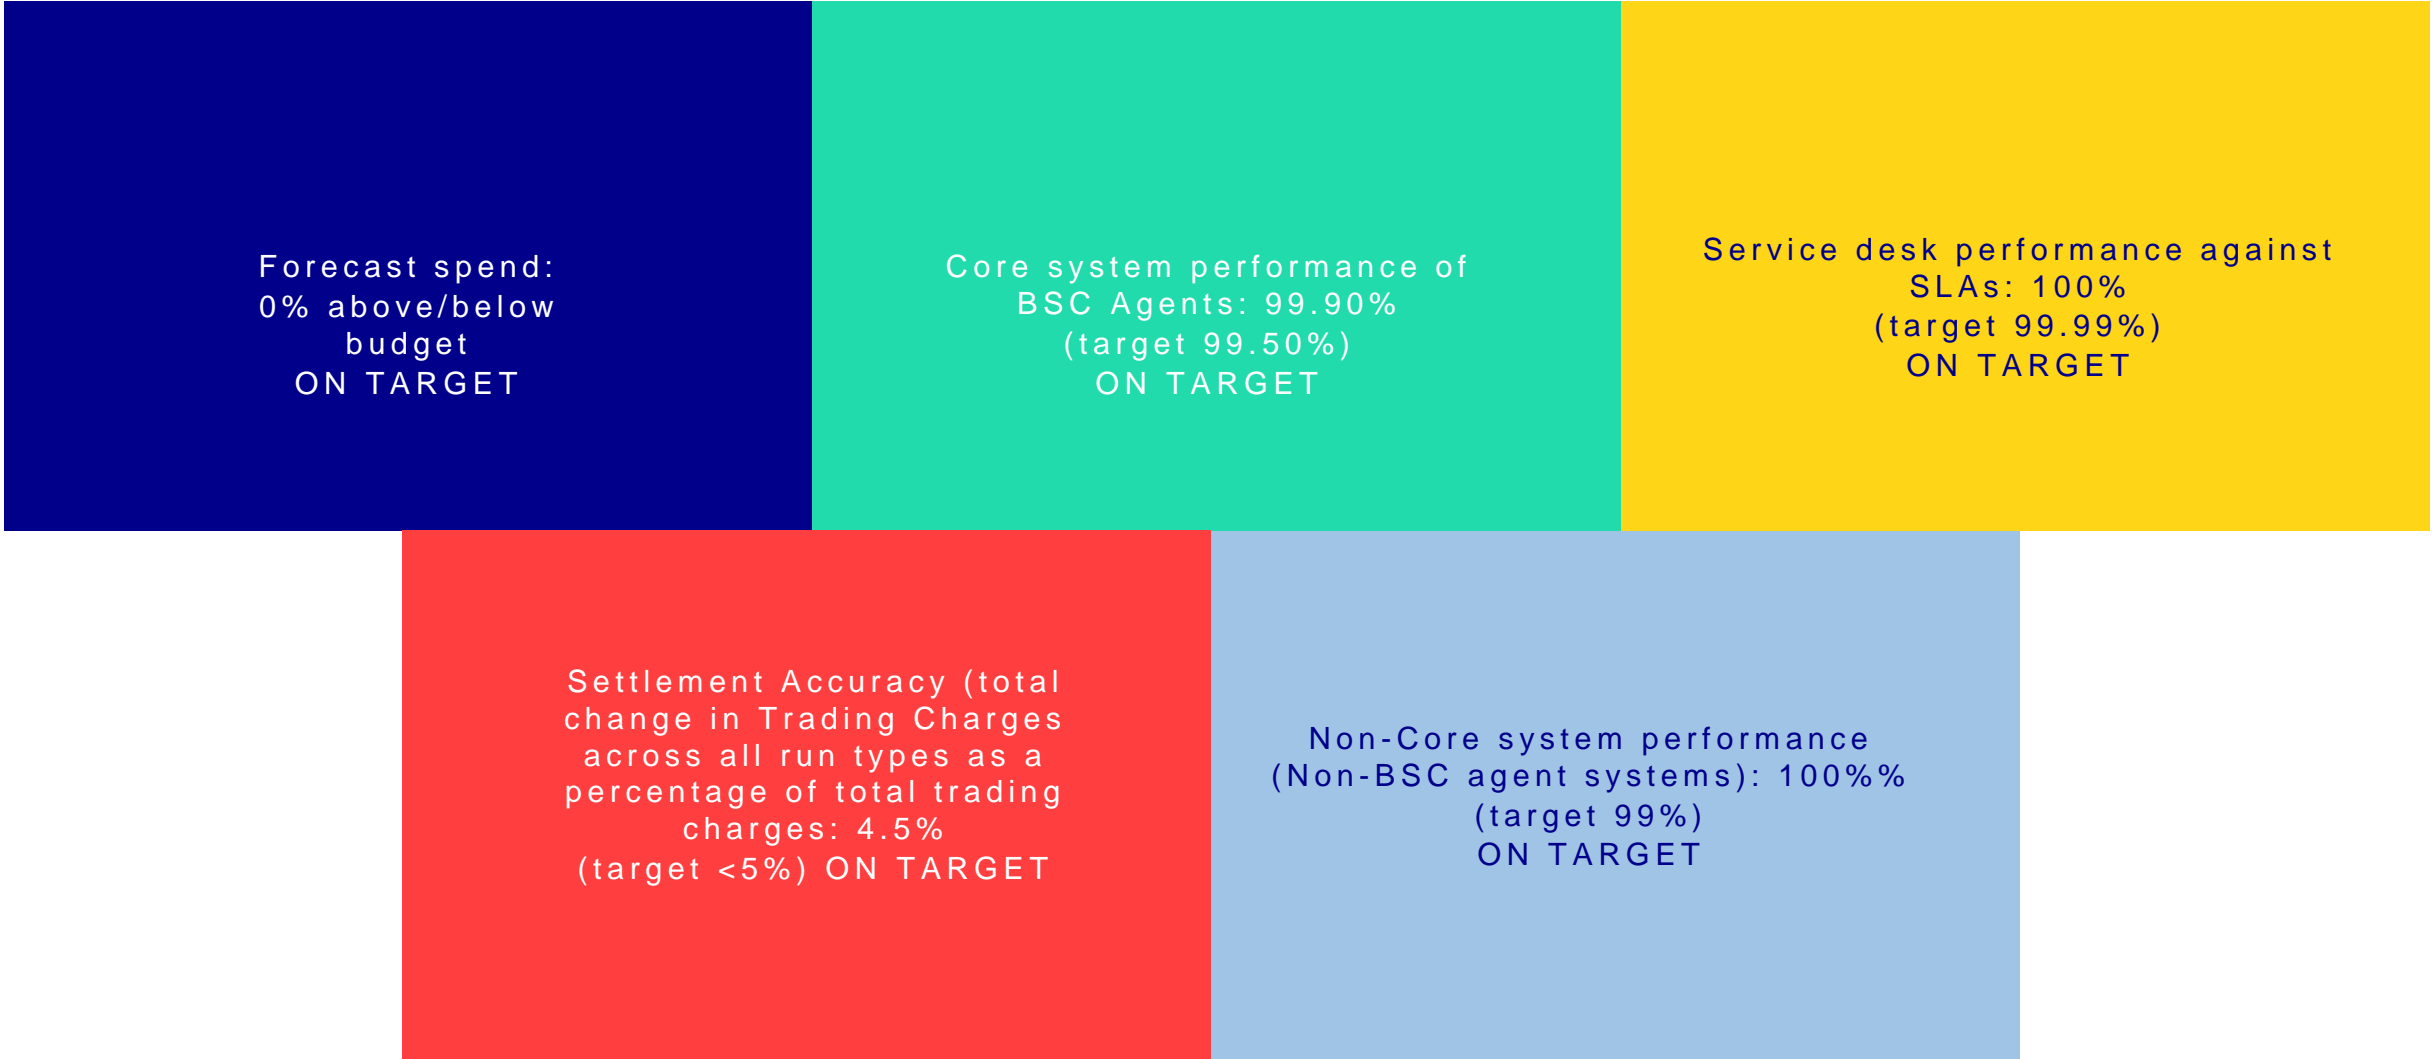 Forecast spend:
0% above/below
budget
ON TARGET
Core system performance of
BSC Agents: 99.90%
(target 99.50%)
ON TARGET
Service desk performance against
SLAs: 100%
(target 99.99%)
ON TARGET
Settlement Accuracy (total
change in Trading Charges
across all run types as a
percentage of total trading
charges: 4.5%
(target <5%) ON TARGET
Non-Core system performance
(Non-BSC agent systems): 100%%
(target 99%)
ON TARGET